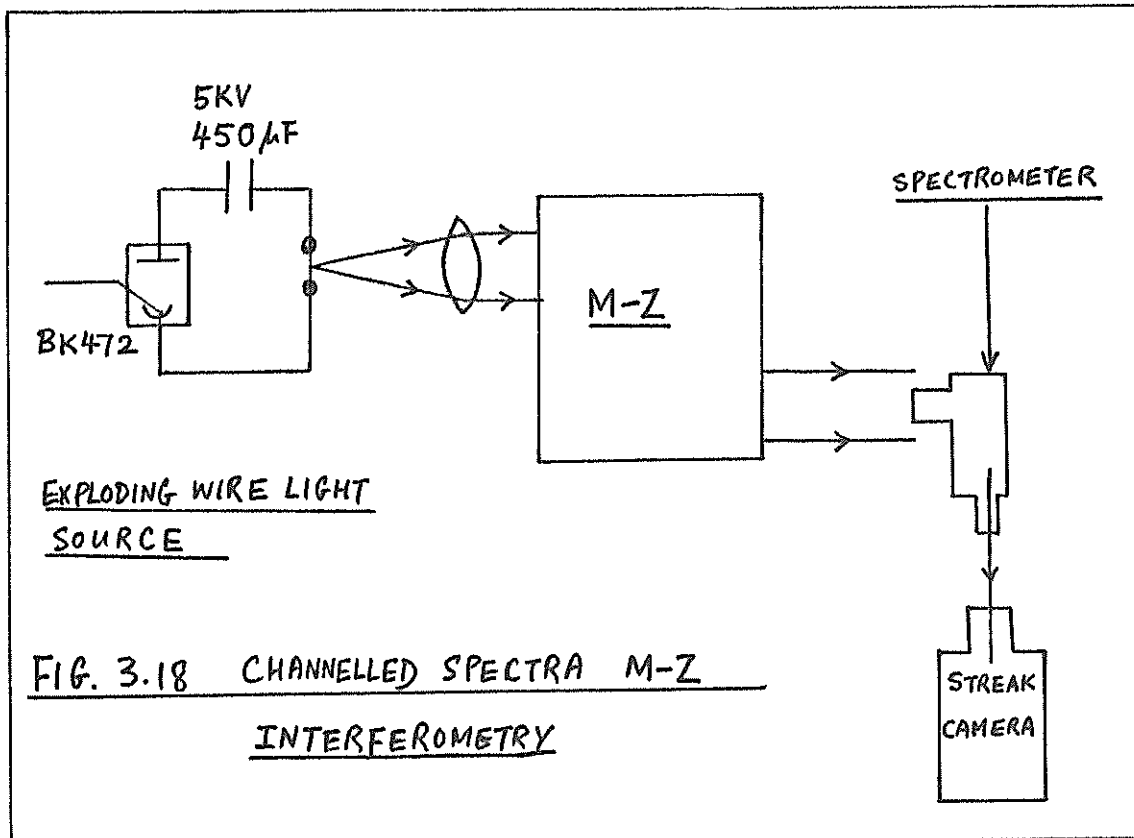 5KV
450µF
SPECTROMETER
M-Z
BK472
EXPLODING WIRE LIGHT
SOURCE
FIG. 3.18 CHANNELLED SPECTRA M-Z
INTERFEROMETRY
STREAK
CAMERA